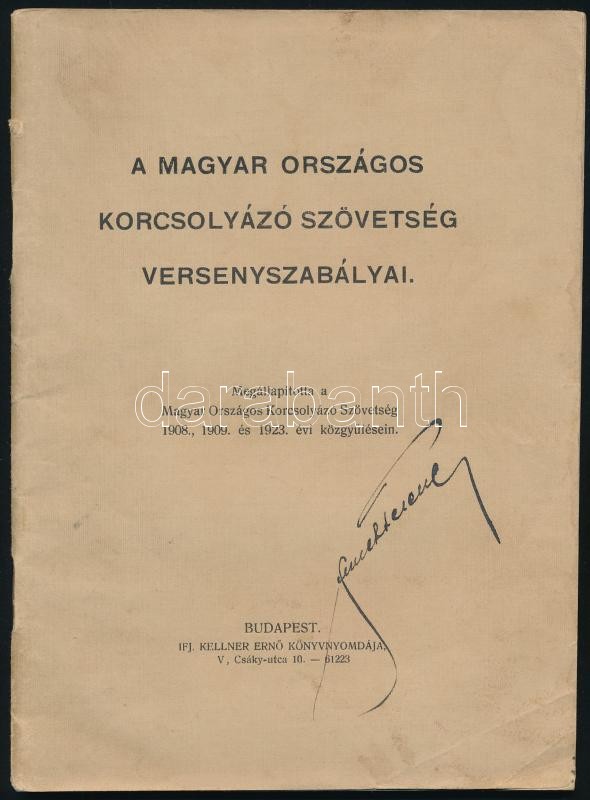 A MAGYAR ORSZÁGOS
KORCSOLYÁZÓ SZÖVETSÉG
VERSENYSZABÁLYAI.
Megállapította a
Magyar Országos Korcsolyázó Szövetség
1908., 1909. és 1923. évi közgyűlésein.
darabanth
BUDAPEST.
IFJ. KELLNER ERNŐ KÖNYVNYOMDÁJA,
V, Csáky-utca 10. — 61223